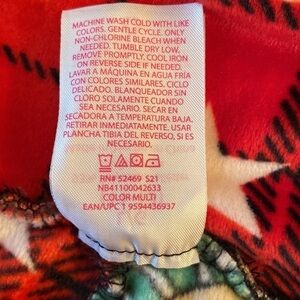 MACHINE WASH COLD WITH LIKE
COLORS. GENTLE CYCLE. ONLY
NON-CHLORINE BLEACH WHEN
NEEDED. TUMBLE DRY LOW.
REMOVE PROMPTLY. COOL IRON
ON REVERSE SIDE IF NEEDED.
LAVAR A MÁQUINA EN AGUA FRÍA
CON COLORES SIMILARES. CICLO
DELICADO. BLANQUEADOR SIN
CLORO SOLAMENTE CUANDO
SEA NECESARIO. SECAR EN
SECADORA A TEMPERATURA BAJA.
RETIRAR INMEDIATAMENTE. USAR
PLANCHA TIBIA DEL REVERSO, SI ES
NECESARIO.
RN# 52469 S21
NB41100042633
COLOR MULTI
EAN/UPC 1 9594436937